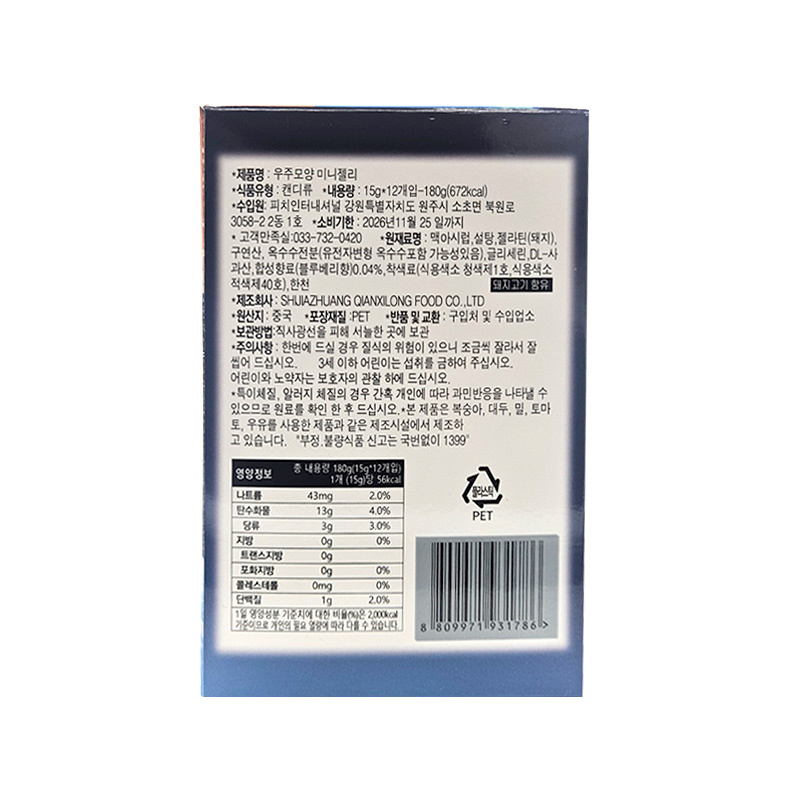 *제품명 : 우주모양 미니젤리
*식품유형 : 캔디류 *내용량 : 15g*12개입-180g(672kcal)
*수입원: 피치인터내셔널 강원특별자치도 원주시 소초면 북원로
3058-2 2동 1호 *소비기한 : 2026년11월 25 일까지
* 고객만족실:033-732-0420 *원재료명 : 맥아시럽,설탕,젤라틴(돼지),
구연산, 옥수수전분(유전자변형 옥수수포함 가능성있음),글리세린,DL-사
과산,합성향료(블루베리향)0.04%,착색료(식용색소 청색제1호,식용색소
적색제40호),한천 돼지고기 함유
*제조회사 : SHIJIAZHUANG QIANXILONG FOOD CO.,LTD
*원산지 : 중국 *포장재질 :PET *반품 및 교환 : 구입처 및 수입업소
*보관방법:직사광선을 피해 서늘한 곳에 보관
*주의사항 : 한번에 드실 경우 질식의 위험이 있으니 조금씩 잘라서 잘
씹어 드십시오. 3세 이하 어린이는 섭취를 금하여 주십시오.
어린이와 노약자는 보호자의 관찰 하에 드십시오.
*특이체질, 알러지 체질의 경우 간혹 개인에 따라 과민반응을 나타낼 수
있으므로 원료를 확인 한 후 드십시오.*본 제품은 복숭아, 대두, 밀, 토마
토, 우유를 사용한 제품과 같은 제조시설에서 제조하
고 있습니다. "부정.불량식품 신고는 국번없이 1399"
영양정보 총 내용량 180g(15g*12개입)
1개 (15g)당 56kcal
나트륨 43mg 2.0%
탄수화물 13g 4.0%
당류 3g 3.0%
지방 0g 0%
트랜스지방 0g
포화지방 0g 0%
콜레스테롤 0mg 0%
단백질 1g 2.0%
1일 영양성분 기준치에 대한 비율(%)은 2,000kcal
기준이므로 개인의 필요 열량에 따라 다를 수 있습니다.
플라스틱
PET
8 809971 931786 >